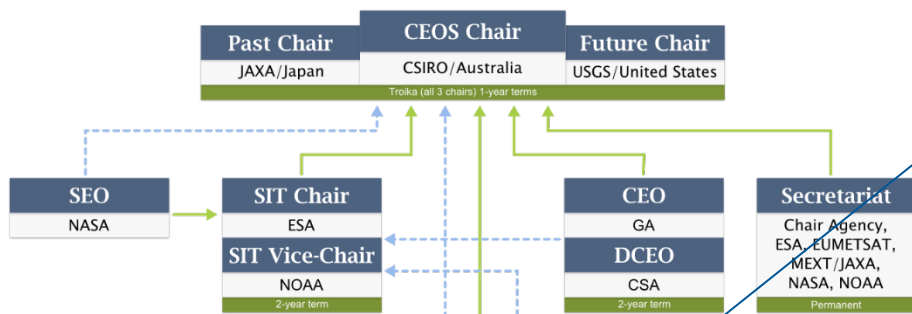 Past Chair
CEOS Chair
Future Chair
JAXA/Japan
CSIRO/Australia
USGS/United States
Troika (all 3 chairs) 1-year terms
SEO
NASA
SIT Chair
ESA
SIT Vice-Chair
NOAA
2-year term
CEO
GA
DCEO
CSA
2-year term
Secretariat
Chair Agency,
ESA, EUMETSAT,
MEXT/JAXA,
NASA, NOAA
Permanent